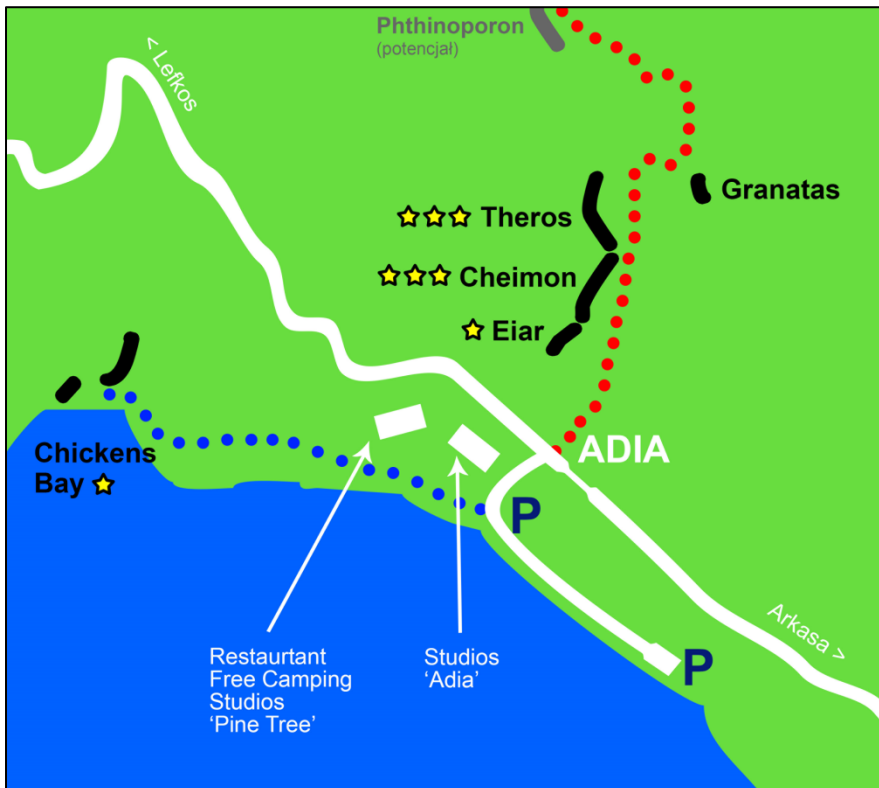 Phthinoporon
(potencjał)
< Lefkos
Granatas
Theros
Cheimon
Eiar
ADIA
Chickens
Bay
P
Arkasa >
P
Restaurtant
Free Camping
Studios
'Pine Tree'
Studios
'Adia'